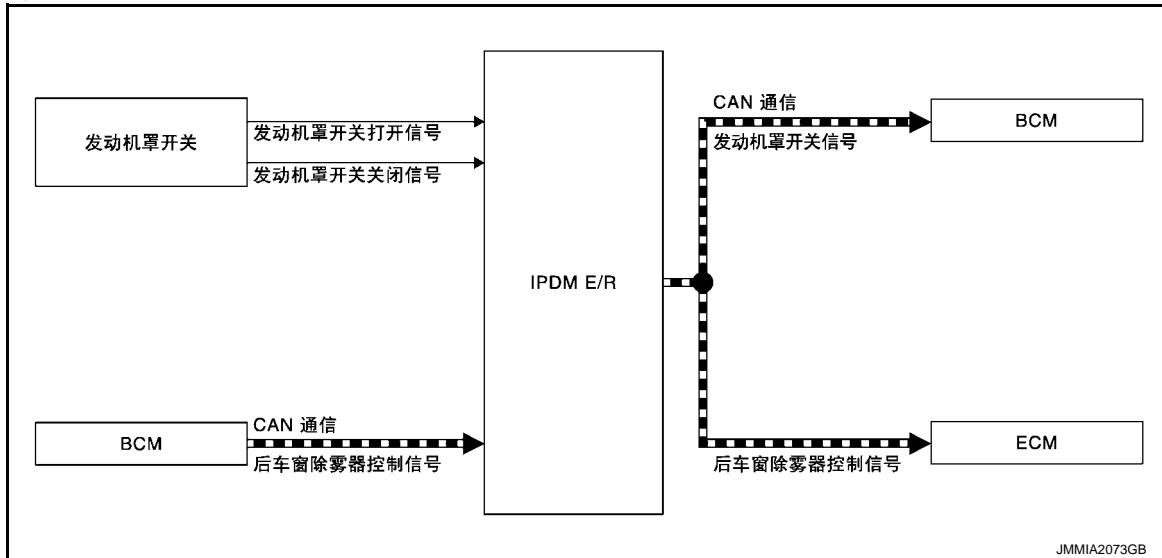 发动机罩开关
发动机罩开关打开信号
发动机罩开关关闭信号
BCM
CAN 通信
后车窗除雾器控制信号
IPDM E/R
CAN 通信
发动机罩开关信号
BCM
后车窗除雾器控制信号
ECM
JMMIA2073GB